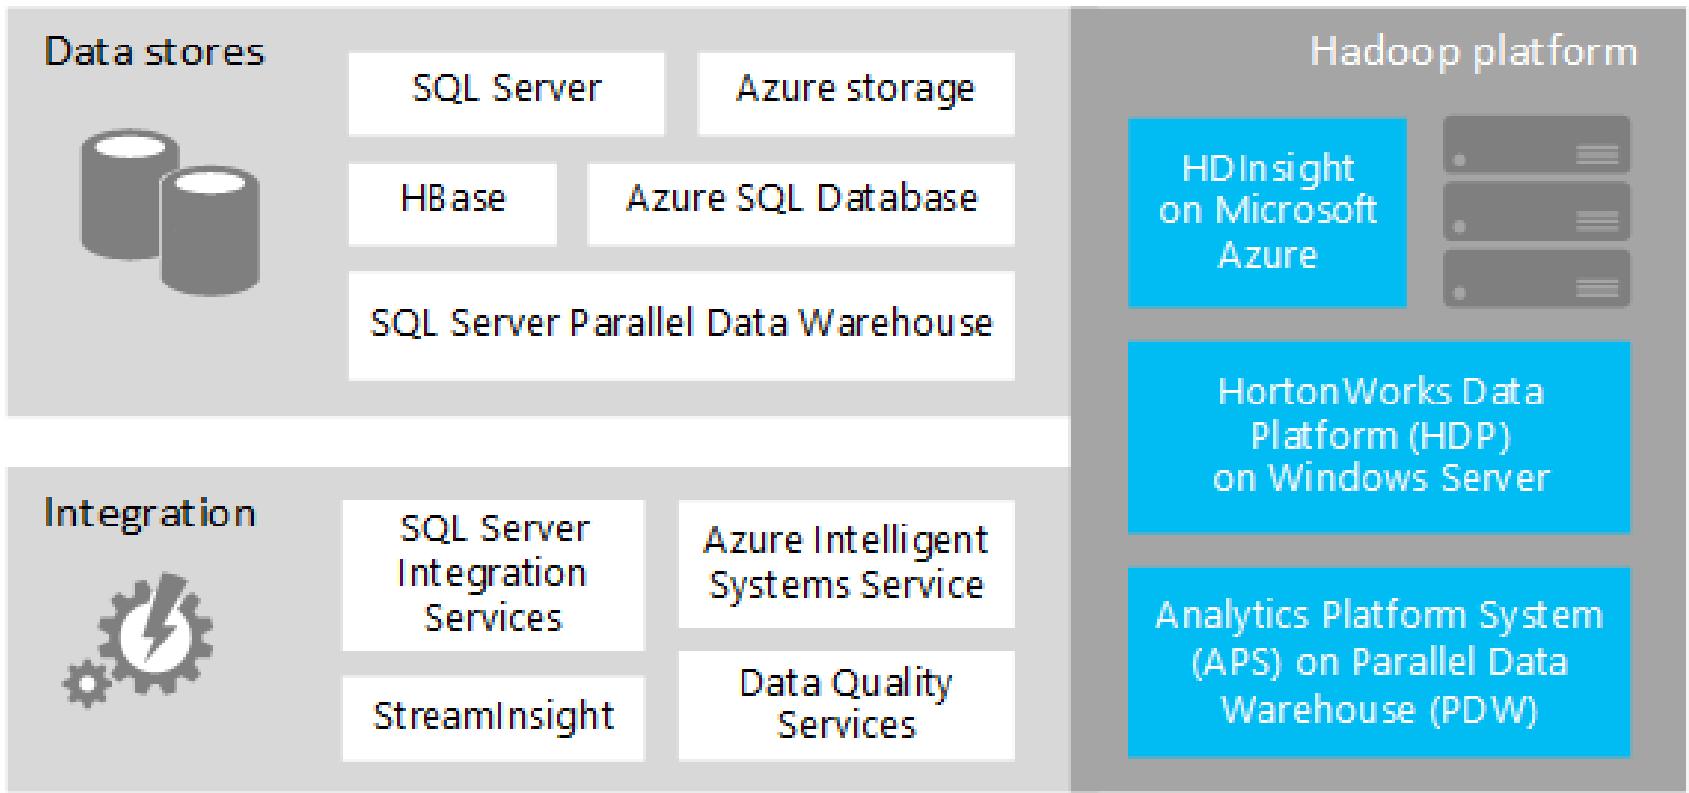 Data stores
SQL Server
Azure storage
HBase
Azure SQL Database
SQL Server Parallel Data Warehouse
Integration
SQL Server
Integration
Services
Azure Intelligent
Systems Service
StreamInsight
Data Quality
Services
Hadoop platform
HDInsight
on Microsoft
Azure
HortonWorks Data
Platform (HDP)
on Windows Server
Analytics Platform System
(APS) on Parallel Data
Warehouse (PDW)